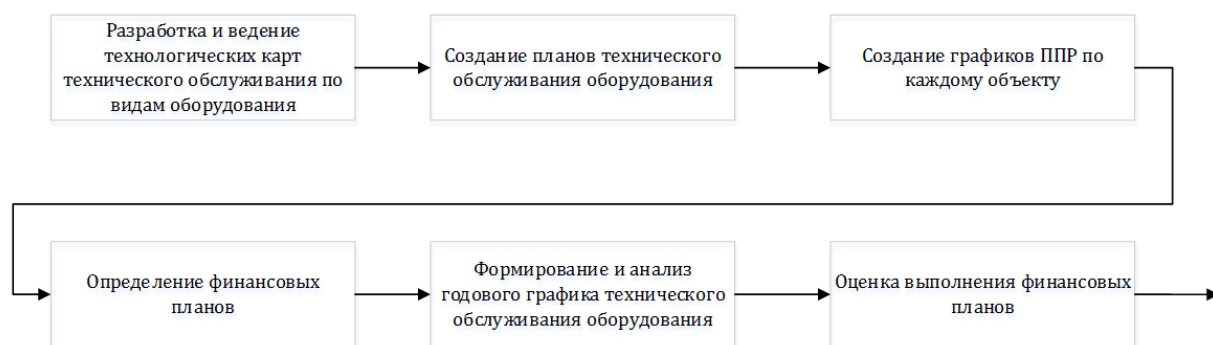 Разработка и ведение
технологических карт
технического обслуживания по
видам оборудования
Создание планов технического
обслуживания оборудования
Создание графиков ППР по
каждому объекту
Определение финансовых
планов
Формирование и анализ
годового графика технического
обслуживания оборудования
Оценка выполнения финансовых
планов